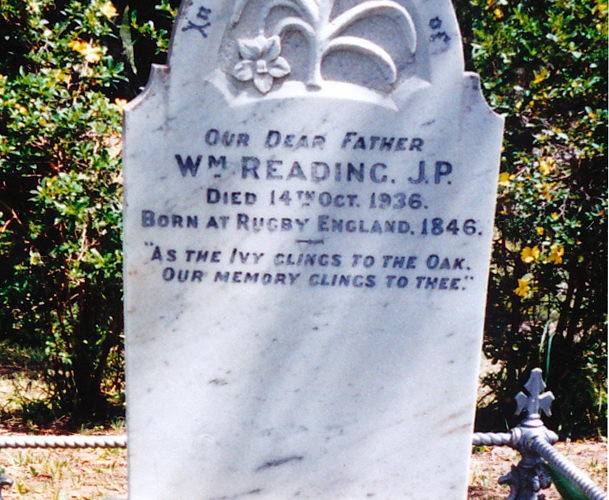 OUR DEAR FATHER
WM READING. J.P.
DIED 14TH OCT. 1936.
BORN AT RUGBY ENGLAND. 1846.
"AS THE IVY CLINGS TO THE OAK.
OUR MEMORY CLINGS TO THEE."